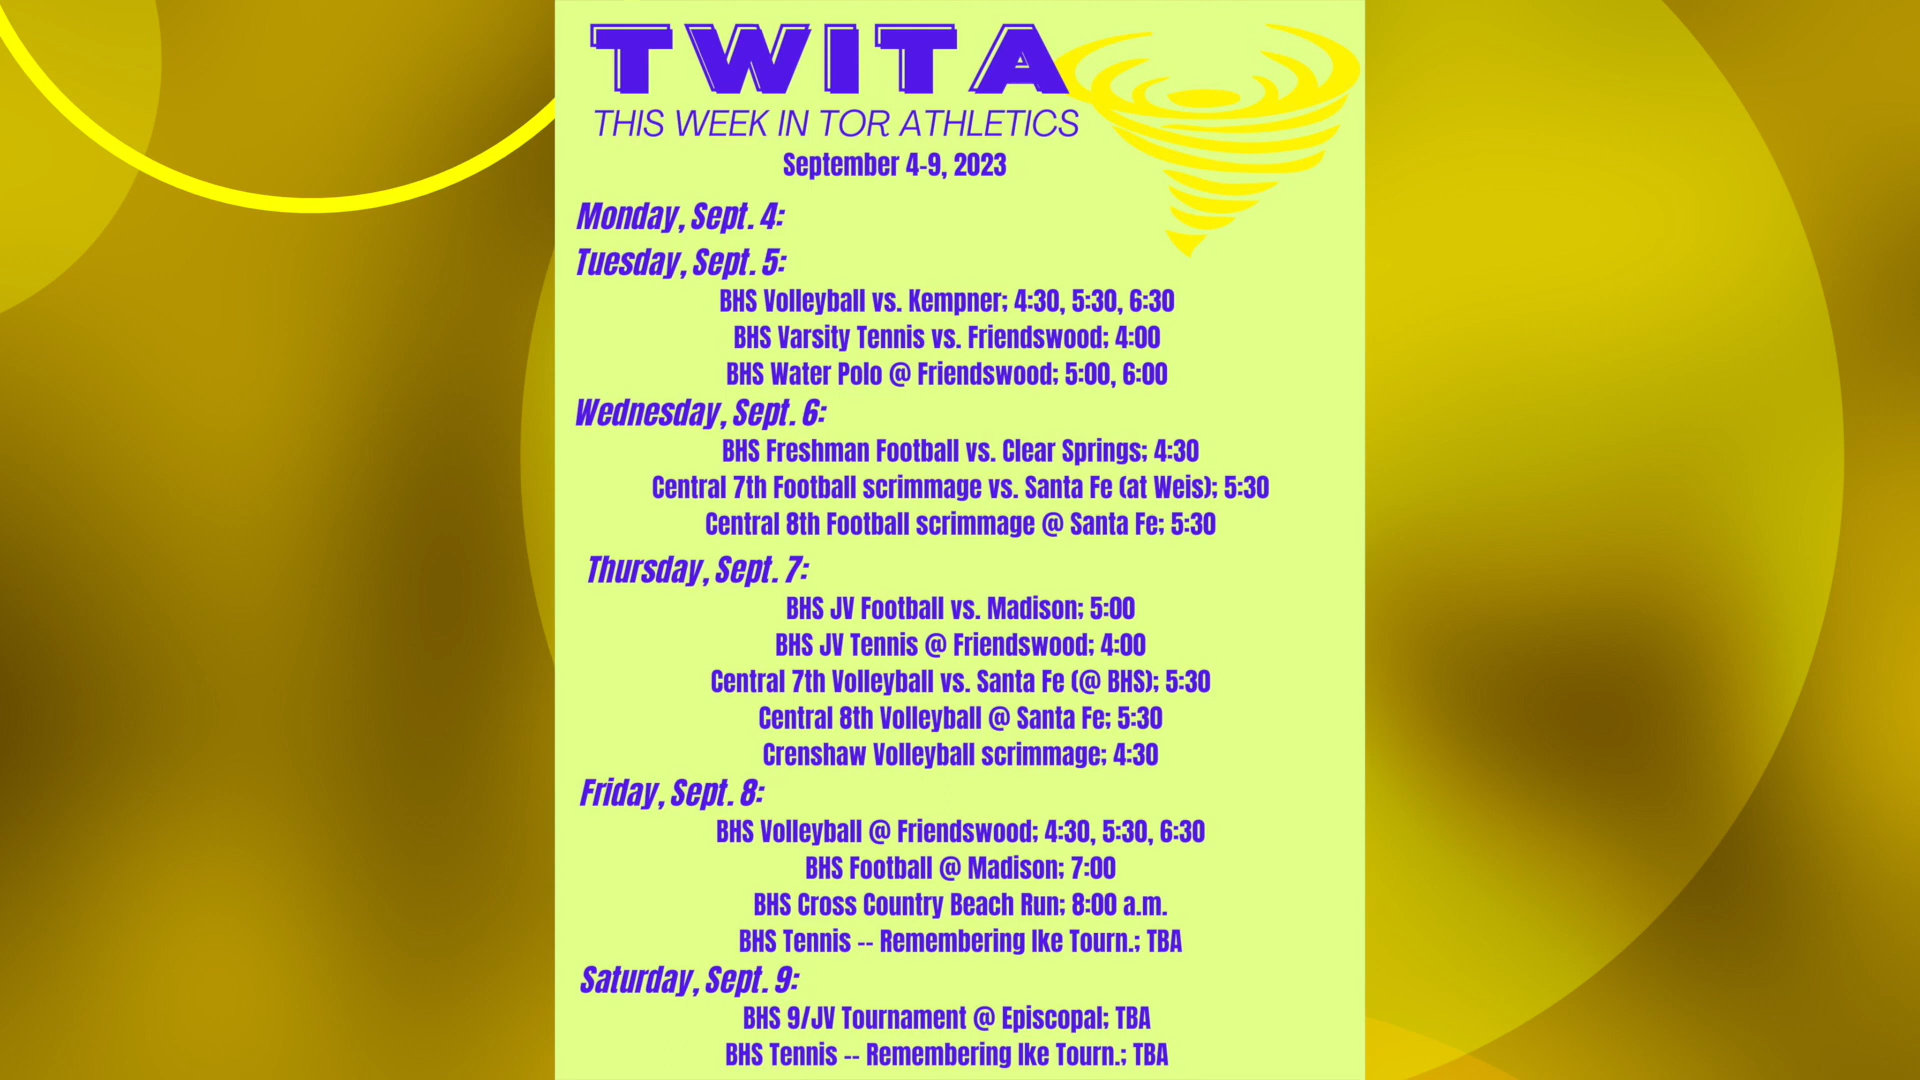 TWITA
THIS WEEK IN TOR ATHLETICS
September 4-9, 2023
Monday, Sept. 4:
Tuesday, Sept. 5:
BHS Volleyball vs. Kempner; 4:30, 5:30, 6:30
BHS Varsity Tennis vs. Friendswood; 4:00
BHS Water Polo @ Friendswood; 5:00, 6:00
Wednesday, Sept. 6:
BHS Freshman Football vs. Clear Springs; 4:30
Central 7th Football scrimmage vs. Santa Fe (at Weis); 5:30
Central 8th Football scrimmage @ Santa Fe; 5:30
Thursday, Sept. 7:
BHS JV Football vs. Madison; 5:00
BHS JV Tennis @ Friendswood; 4:00
Central 7th Volleyball vs. Santa Fe (@ BHS); 5:30
Central 8th Volleyball @ Santa Fe; 5:30
Crenshaw Volleyball scrimmage; 4:30
Friday, Sept. 8:
BHS Volleyball @ Friendswood; 4:30, 5:30, 6:30
BHS Football @ Madison; 7:00
BHS Cross Country Beach Run; 8:00 a.m.
BHS Tennis -- Remembering Ike Tourn.; TBA
Saturday, Sept. 9:
BHS 9/JV Tournament @ Episcopal; TBA
BHS Tennis -- Remembering Ike Tourn.; TBA